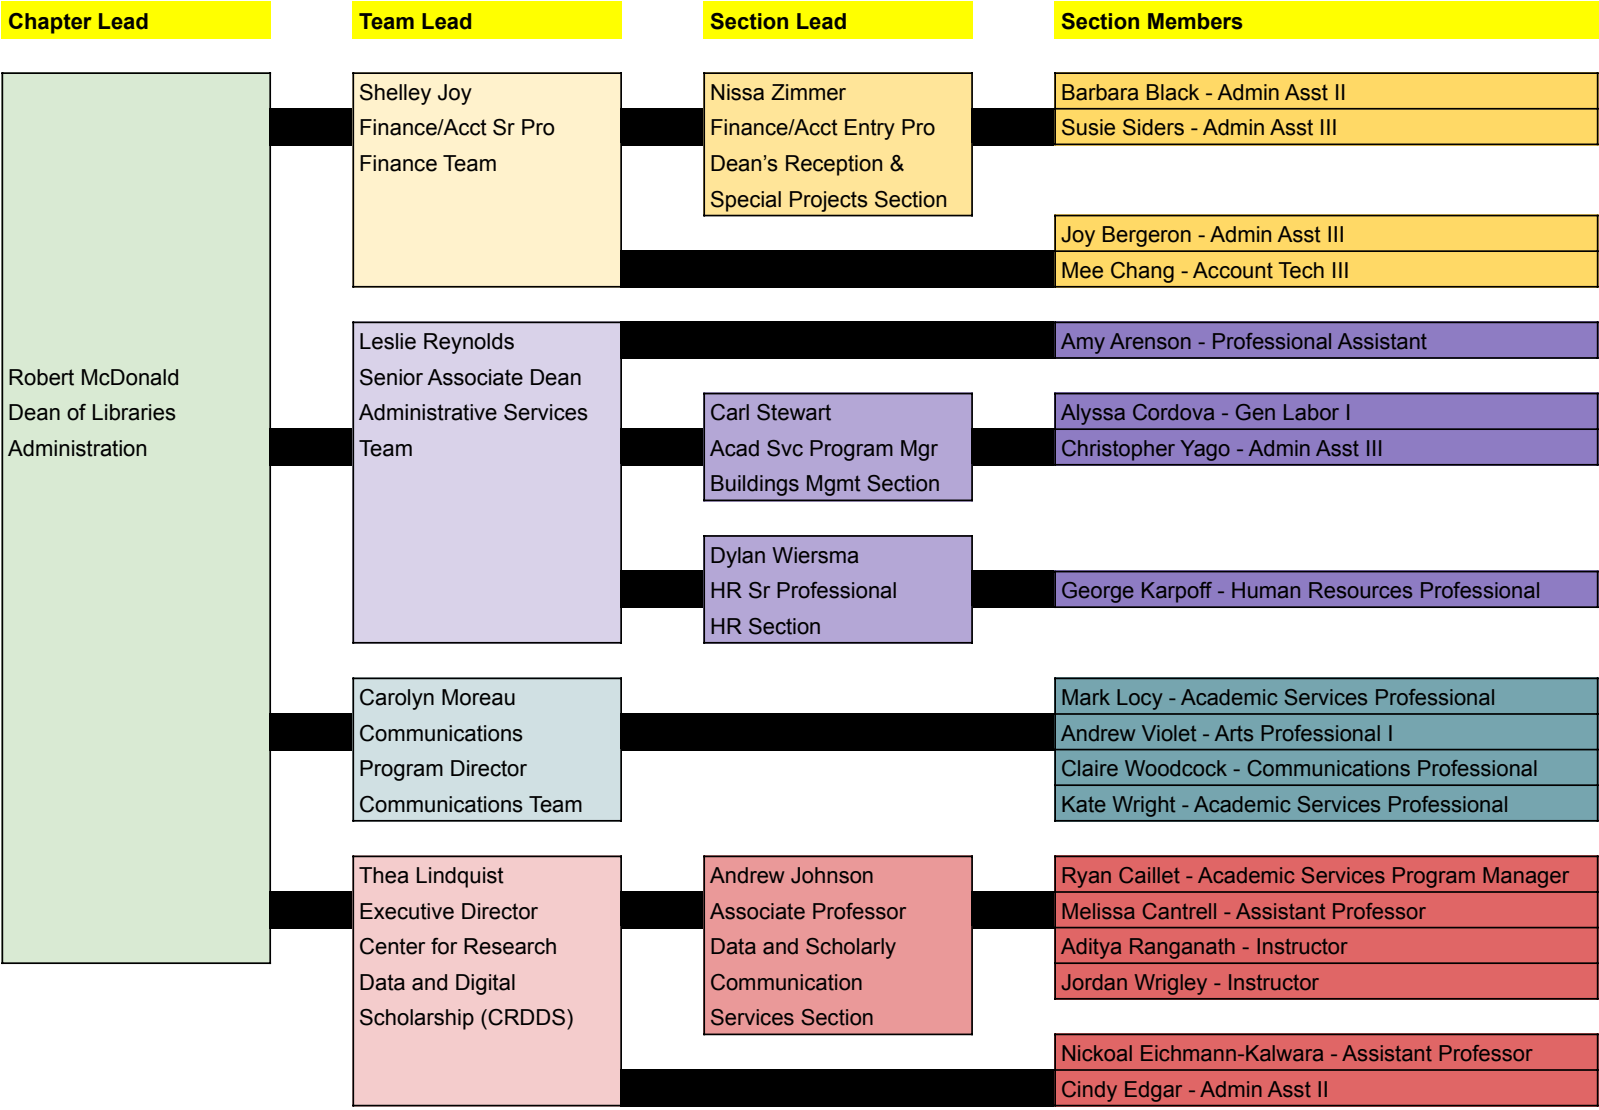 Chapter Lead
Team Lead
Section Lead
Section Members
Robert McDonald
Dean of Libraries
Administration
Shelley Joy
Finance/Acct Sr Pro
Finance Team
Nissa Zimmer
Finance/Acct Entry Pro
Dean’s Reception &
Special Projects Section
Barbara Black - Admin Asst II
Susie Siders - Admin Asst III
Joy Bergeron - Admin Asst III
Mee Chang - Account Tech III
Leslie Reynolds
Senior Associate Dean
Administrative Services
Team
Amy Arenson - Professional Assistant
Carl Stewart
Acad Svc Program Mgr
Buildings Mgmt Section
Alyssa Cordova - Gen Labor I
Christopher Yago - Admin Asst III
Dylan Wiersma
HR Sr Professional
HR Section
George Karpoff - Human Resources Professional
Carolyn Moreau
Communications
Program Director
Communications Team
Mark Locy - Academic Services Professional
Andrew Violet - Arts Professional I
Claire Woodcock - Communications Professional
Kate Wright - Academic Services Professional
Thea Lindquist
Executive Director
Center for Research
Data and Digital
Scholarship (CRDDS)
Andrew Johnson
Associate Professor
Data and Scholarly
Communication
Services Section
Ryan Caillet - Academic Services Program Manager
Melissa Cantrell - Assistant Professor
Aditya Ranganath - Instructor
Jordan Wrigley - Instructor
Nickoal Eichmann-Kalwara - Assistant Professor
Cindy Edgar - Admin Asst II